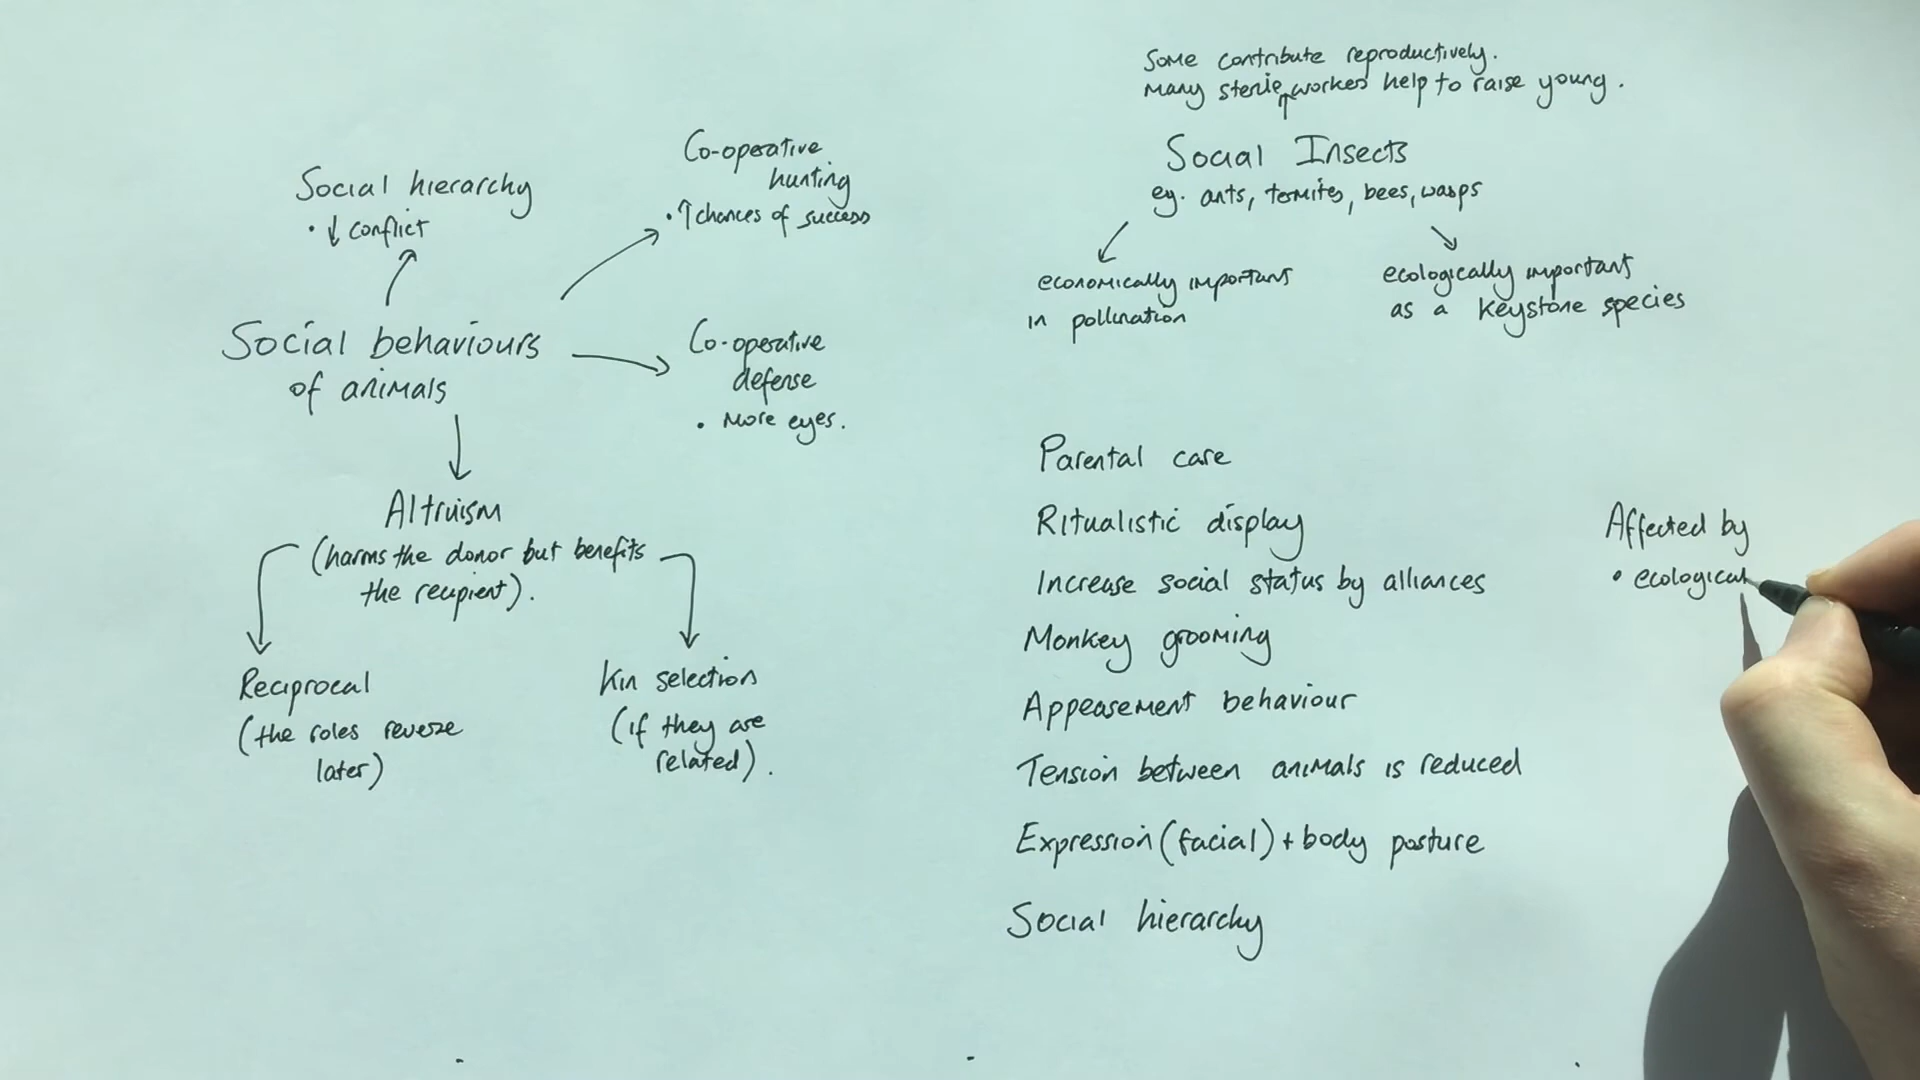 Social hierarchy
• ↓ conflict
Co-operative
hunting
• ↑ chances of success
Social behaviours
of animals
Co-operative
defense
• More eyes.
Altruism
(harms the donor but benefits
the recipient).
Reciprocal
(the roles reverse
later)
Kin selection
(if they are
related).
Some contribute reproductively.
Many sterile workers help to raise young.
Social Insects
eg. ants, termites, bees, wasps
economically important
in pollination
ecologically important
as a keystone species
Parental care
Ritualistic display
Increase social status by alliances
Monkey grooming
Appeasement behaviour
Tension between animals is reduced
Expression (facial) + body posture
Social hierarchy
Affected by
• ecological